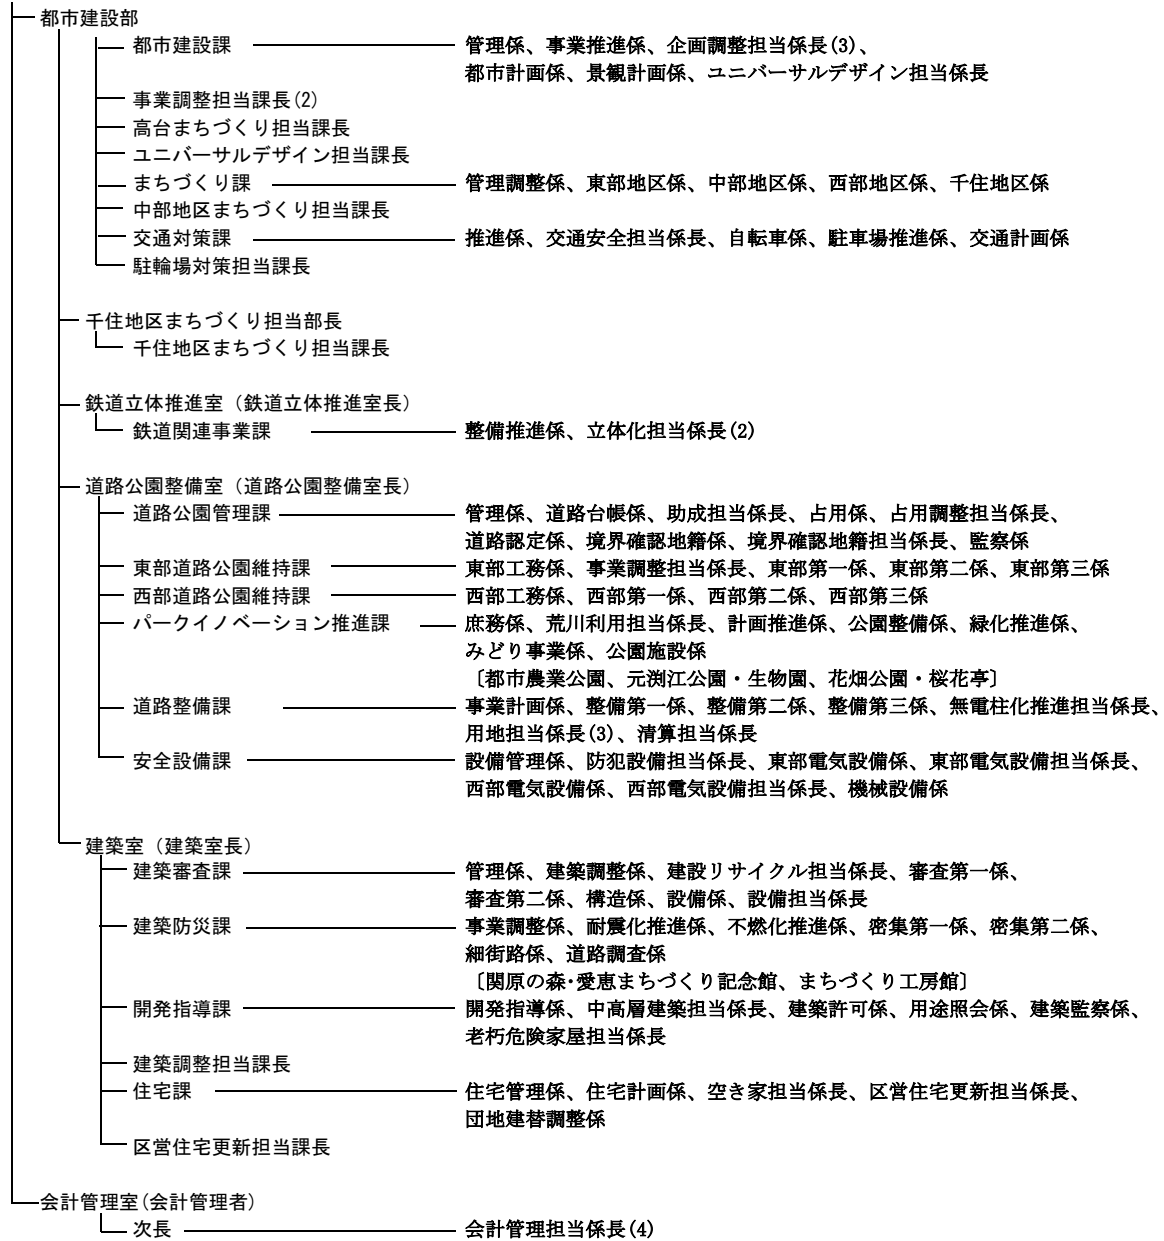 都市建設部
都市建設課 管理係、事業推進係、企画調整担当係長(3)、
都市計画係、景観計画係、ユニバーサルデザイン担当係長
事業調整担当課長(2)
高台まちづくり担当課長
ユニバーサルデザイン担当課長
まちづくり課 管理調整係、東部地区係、中部地区係、西部地区係、千住地区係
中部地区まちづくり担当課長
交通対策課 推進係、交通安全担当係長、自転車係、駐車場推進係、交通計画係
駐輪場対策担当課長
千住地区まちづくり担当部長
千住地区まちづくり担当課長
鉄道立体推進室（鉄道立体推進室長）
鉄道関連事業課 整備推進係、立体化担当係長(2)
道路公園整備室（道路公園整備室長）
道路公園管理課 管理係、道路台帳係、助成担当係長、占用係、占用調整担当係長、
道路認定係、境界確認地籍係、境界確認地籍担当係長、監察係
東部道路公園維持課 東部工務係、事業調整担当係長、東部第一係、東部第二係、東部第三係
西部道路公園維持課 西部工務係、西部第一係、西部第二係、西部第三係
パークイノベーション推進課 庶務係、荒川利用担当係長、計画推進係、公園整備係、緑化推進係、
みどり事業係、公園施設係
〔都市農業公園、元渕江公園・生物園、花畑公園・桜花亭〕
道路整備課 事業計画係、整備第一係、整備第二係、整備第三係、無電柱化推進担当係長、
用地担当係長(3)、清算担当係長
安全設備課 設備管理係、防犯設備担当係長、東部電気設備係、東部電気設備担当係長、
西部電気設備係、西部電気設備担当係長、機械設備係
建築室（建築室長）
建築審査課 管理係、建築調整係、建設リサイクル担当係長、審査第一係、
審査第二係、構造係、設備係、設備担当係長
建築防災課 事業調整係、耐震化推進係、不燃化推進係、密集第一係、密集第二係、
細街路係、道路調査係
〔関原の森･愛恵まちづくり記念館、まちづくり工房館〕
開発指導課 開発指導係、中高層建築担当係長、建築許可係、用途照会係、建築監察係、
老朽危険家屋担当係長
建築調整担当課長
住宅課 住宅管理係、住宅計画係、空き家担当係長、区営住宅更新担当係長、
団地建替調整係
区営住宅更新担当課長
会計管理室(会計管理者)
次長 会計管理担当係長(4)